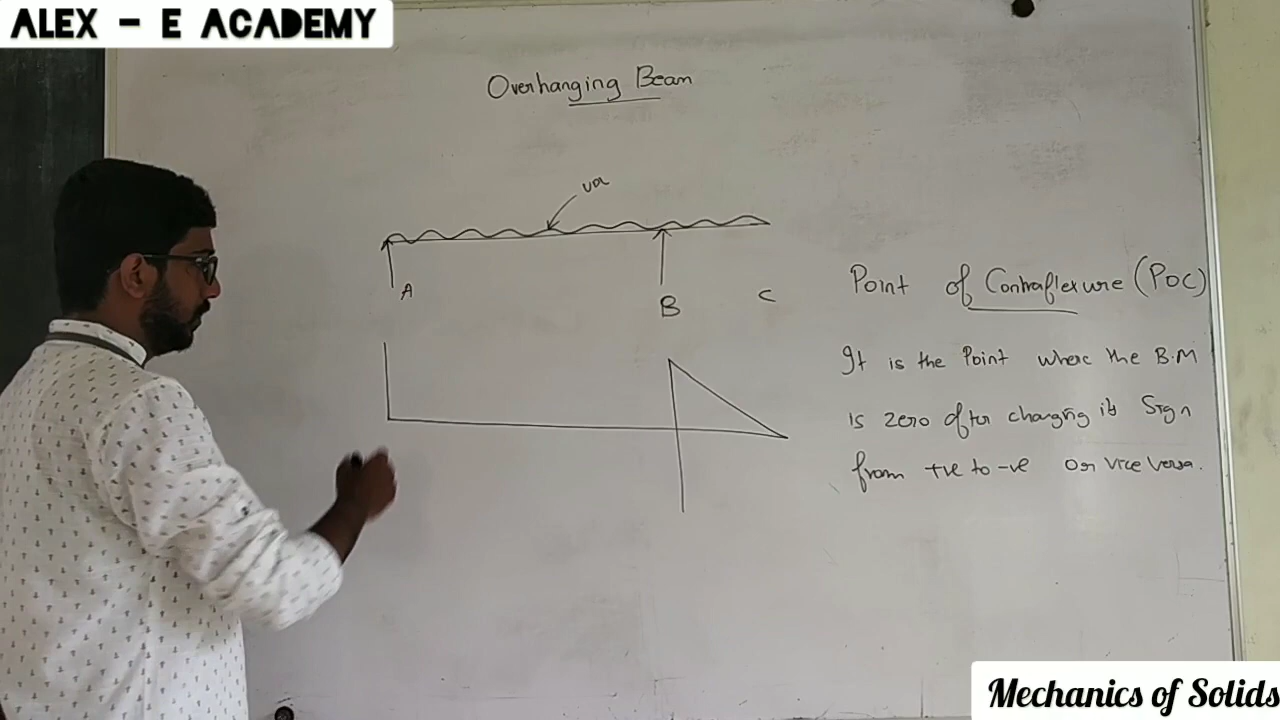 ALEX - E ACADEMY
Overhanging Beam
A
B
C
Point of Contraflexure (POC)
It is the Point where the B.M
is zero after changing its Sign
from +ve to -ve or vice versa.
Mechanics of Solids